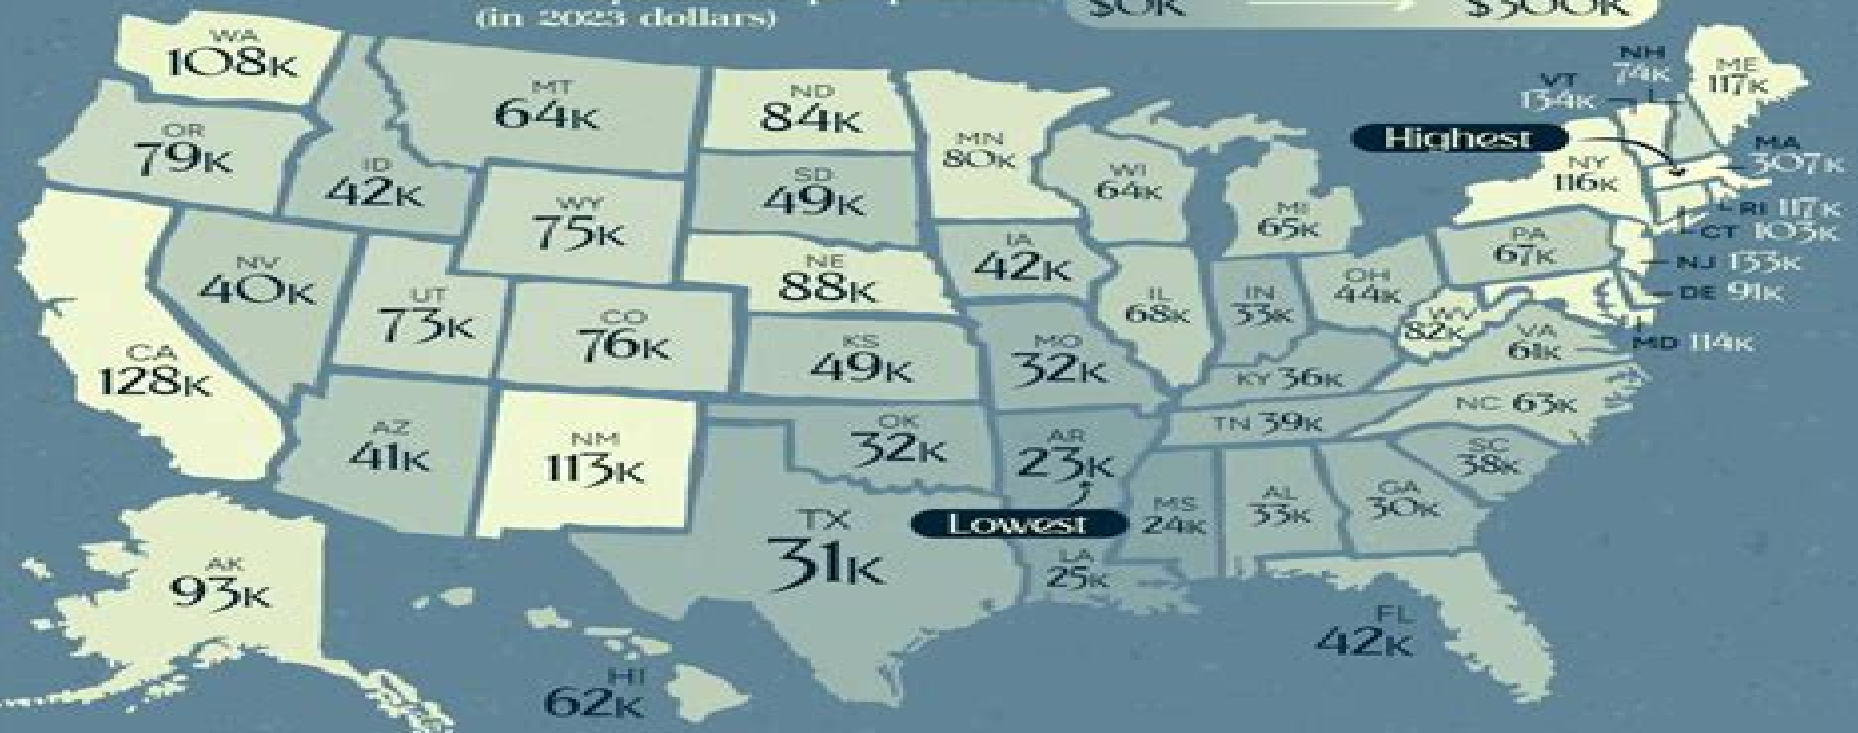 (in 2023 dollars)
$0K
$300K
WA
108K
MT
64K
ND
84K
MN
80K
OR
79K
ID
42K
WY
75K
SD
49K
WI
64K
MI
65K
NH
74K
VT
134K
ME
117K
Highest
MA
307K
NY
116K
RI 117K
CT 103K
NJ 133K
DE 91K
MD 114K
PA
67K
NV
40K
UT
73K
CO
76K
NE
88K
IA
42K
IL
68K
IN
33K
OH
44K
WV
82K
VA
61K
CA
128K
KS
49K
MO
32K
KY 36K
NC 63K
TN 39K
SC
38K
AZ
41K
NM
113K
OK
32K
AR
23K
Lowest
MS
24K
AL
33K
GA
30K
TX
31K
LA
25K
FL
42K
AK
93K
HI
62K